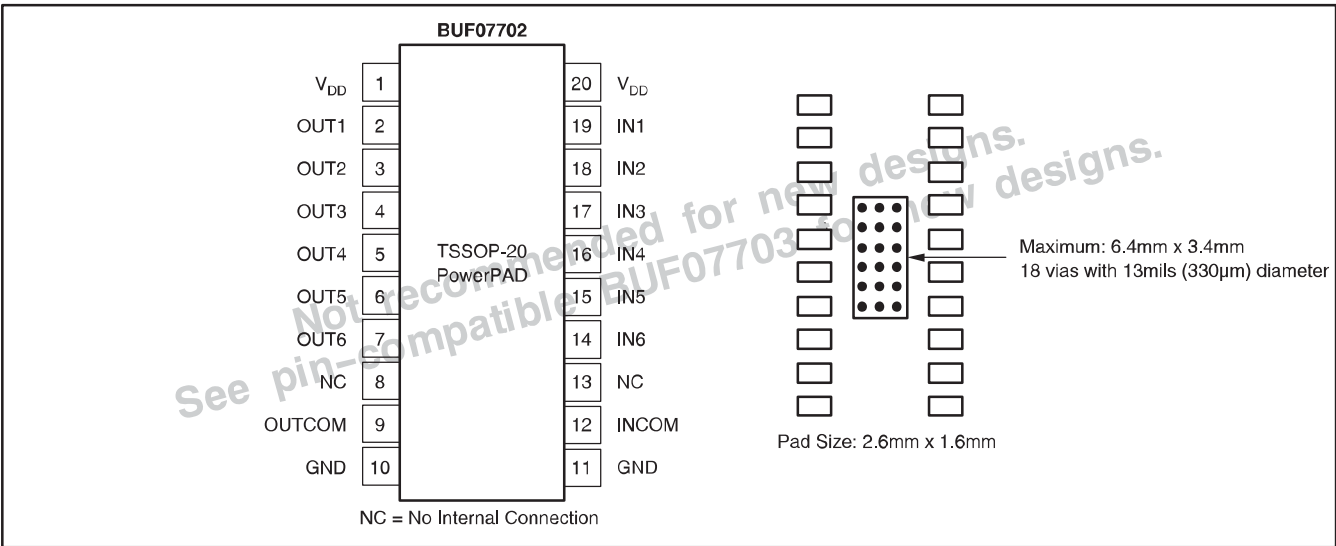 BUF07702
V_DD 1 20 V_DD
OUT1 2 19 IN1
OUT2 3 18 IN2
OUT3 4 17 IN3
OUT4 5 16 IN4
TSSOP-20
PowerPAD
OUT5 6 15 IN5
OUT6 7 14 IN6
NC 8 13 NC
OUTCOM 9 12 INCOM
GND 10 11 GND
NC = No Internal Connection
Maximum: 6.4mm x 3.4mm
18 vias with 13mils (330μm) diameter
Pad Size: 2.6mm x 1.6mm
Not recommended for new designs.
See pin-compatible BUF07703 for new designs.